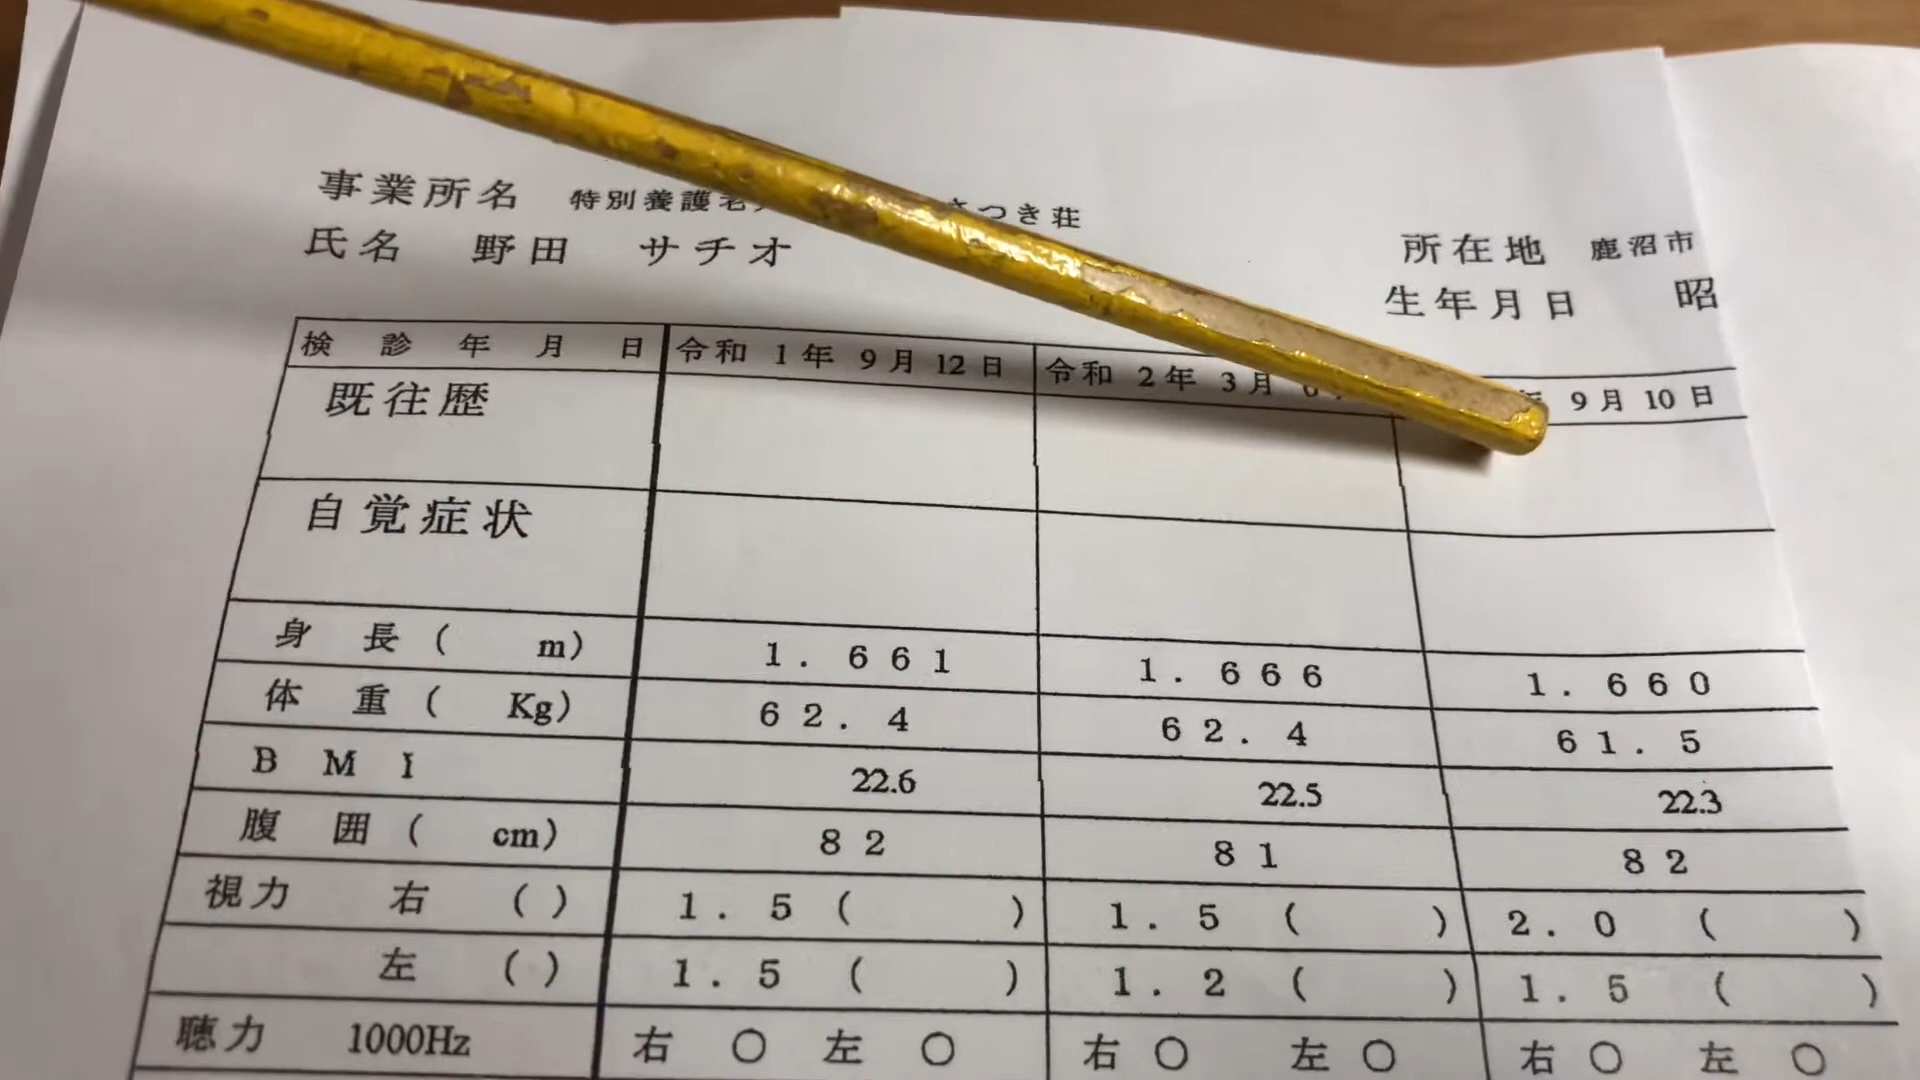 事業所名 特別養護老 さつき荘
氏名 野田 サチオ
所在地 鹿沼市
生年月日 昭
検診年月日 令和 1年 9月 12日 令和 2年 3月 9月 10日
既往歴
自覚症状
身長( m) 1.661 1.666 1.660
体重( Kg) 62.4 62.4 61.5
BMI 22.6 22.5 22.3
腹囲( cm) 82 81 82
視力 右 ( ) 1.5 ( ) 1.5 ( ) 2.0 ( )
左 ( ) 1.5 ( ) 1.2 ( ) 1.5 ( )
聴力 1000Hz 右 ○ 左 ○ 右 ○ 左 ○ 右 ○ 左 ○